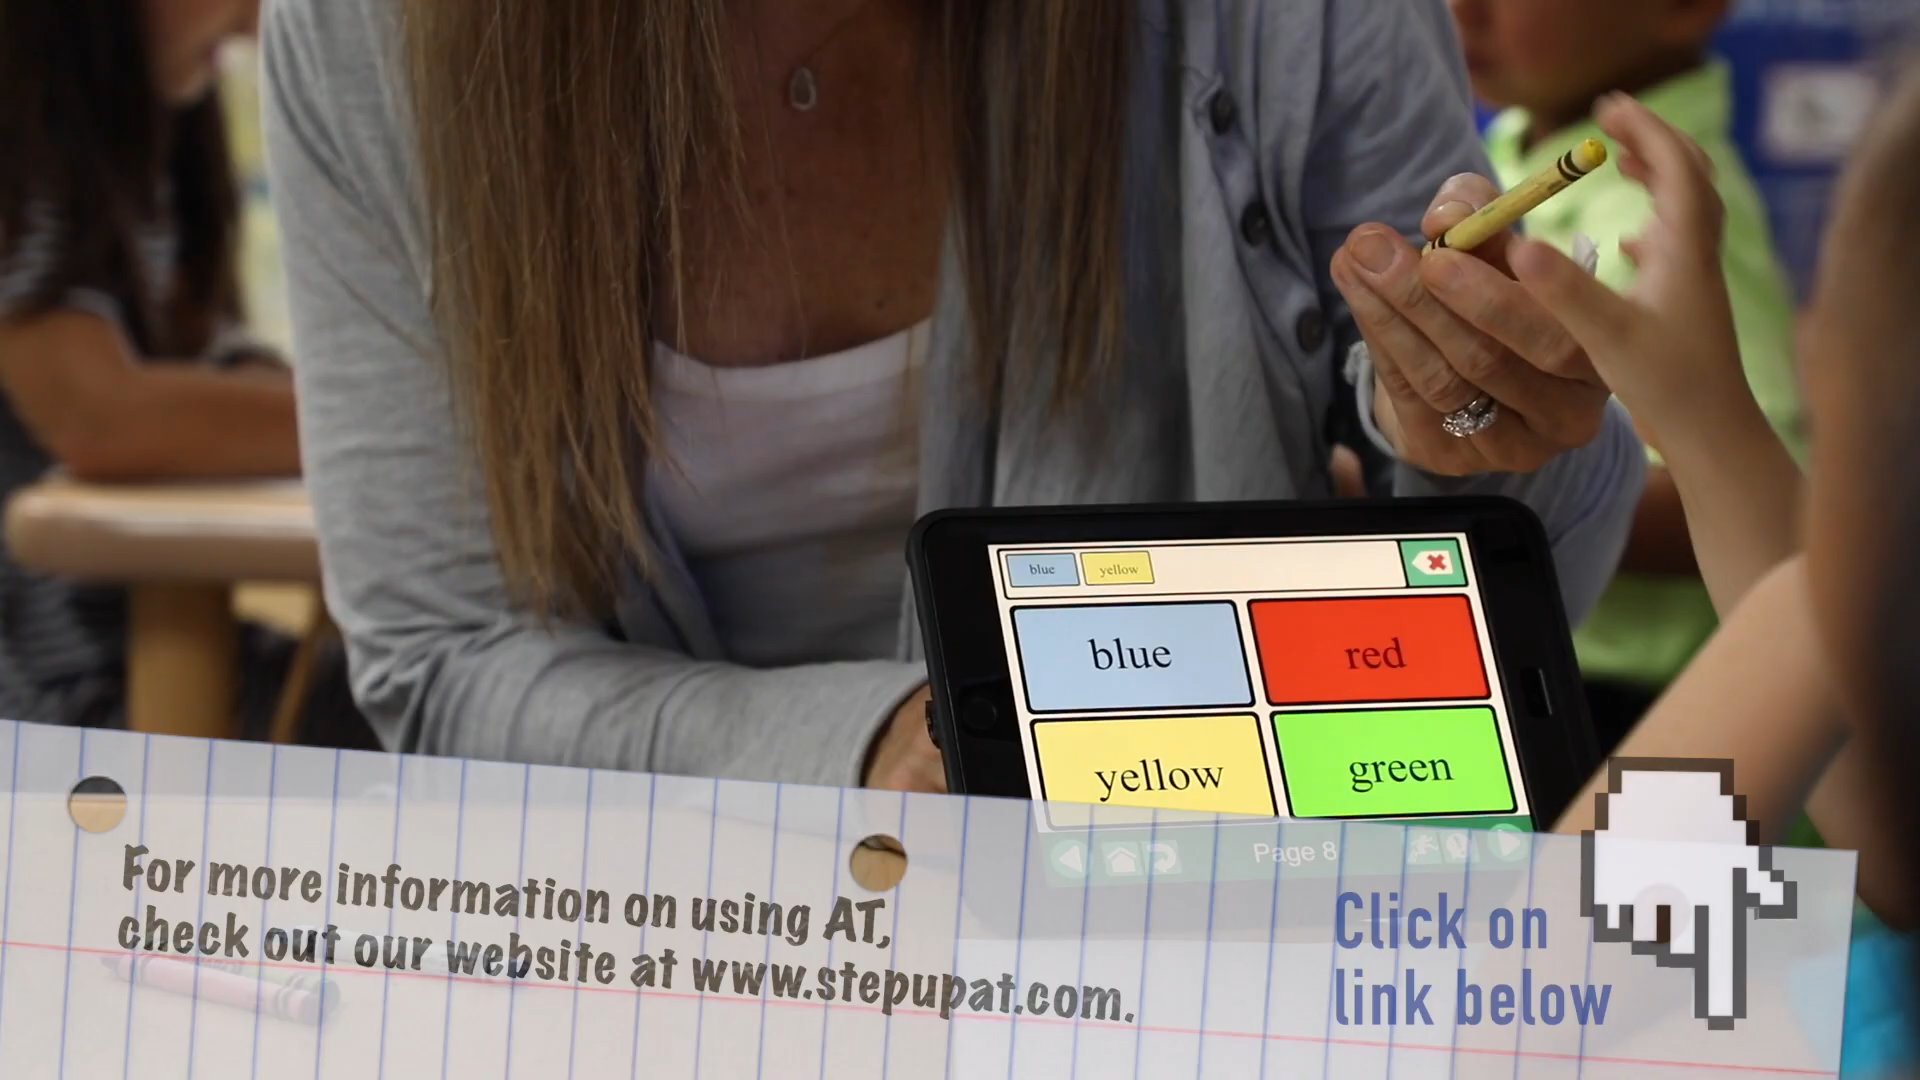 blue yellow
blue red
yellow green
Page 8
For more information on using AT,
check out our website at www.stepupat.com.
Click on
link below